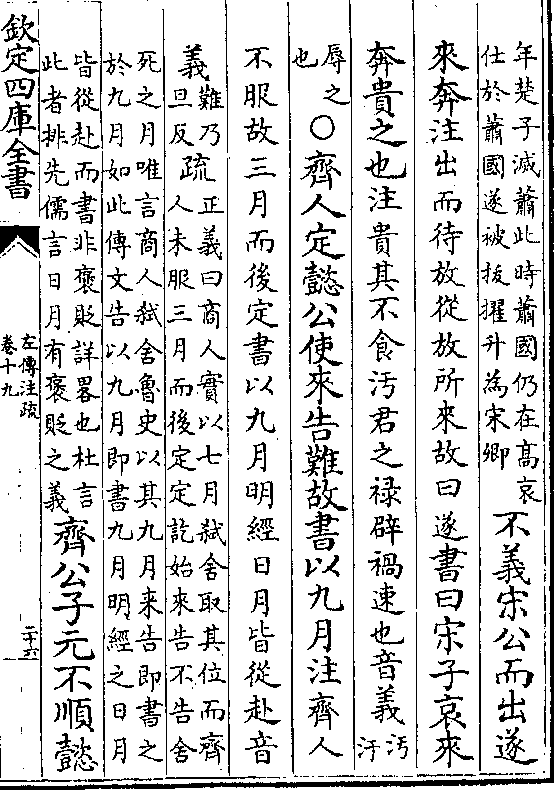 年楚子滅蕭此時蕭國仍在高哀
仕於蕭國遂被拔擢升為宋卿
不義宋公而出遂
來奔注出而待放從放所來故曰遂書曰宋子哀來
奔貴之也注貴其不食汚君之禄辟禍速也音義
汚
汙
辱之
也
○齊人定懿公使來告難故書以九月注齊人
不服故三月而後定書以九月明經日月皆從赴音
義
難乃
旦反
疏
正義曰商人實以七月弑舍取其位而齊
人未服三月而後定定訖始來告不告舍
死之月唯言商人弑舍魯史以其九月来告即書之
於九月如此傳文告以九月即書九月明經之日月
皆從赴而書非褒貶詳畧也杜言
此者排先儒言日月有褒貶之義
齊公子元不順懿
欽定四庫全書
左傳注疏
卷十九
二十六